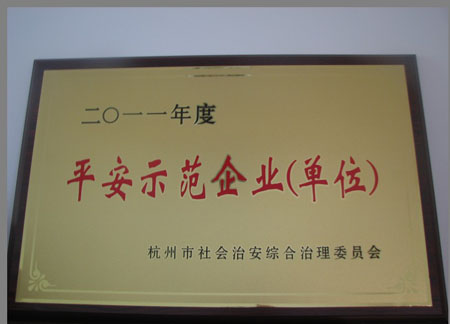 二〇一一年度
平安示范企业(单位)
杭州市社会治安综合治理委员会